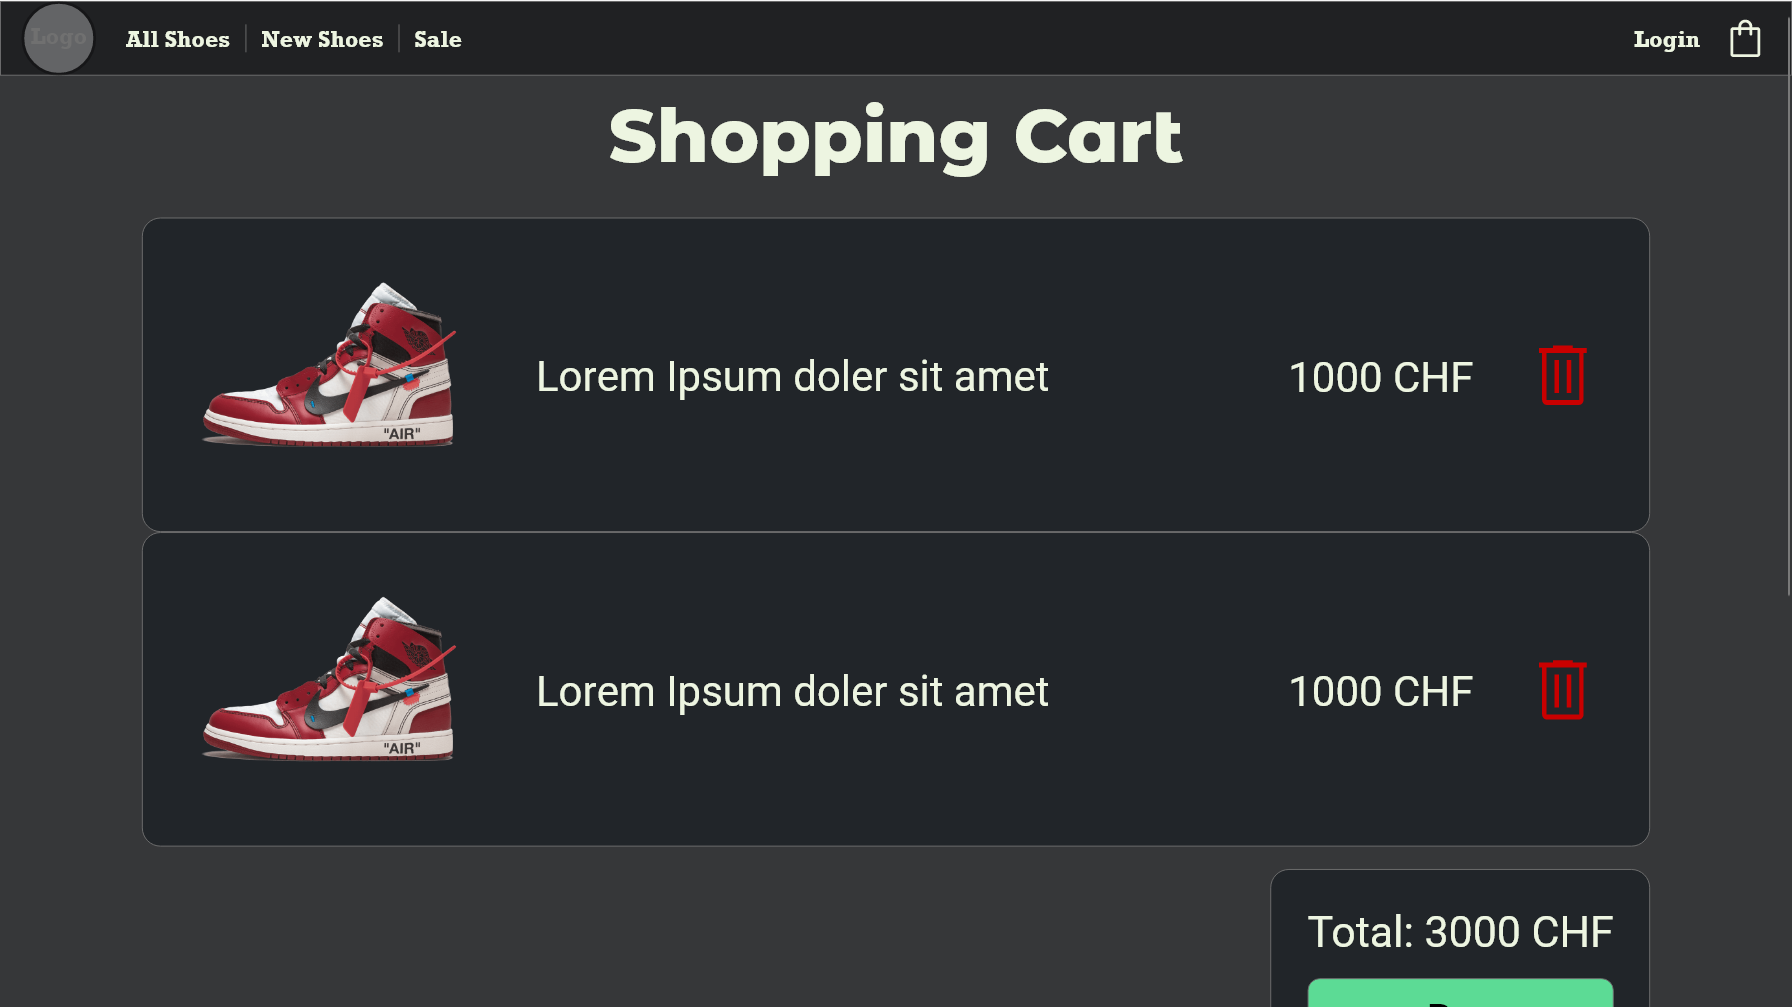 Logo
All Shoes
New Shoes
Sale
Login
Shopping Cart
"AIR"
Lorem Ipsum doler sit amet
1000 CHF
"AIR"
Lorem Ipsum doler sit amet
1000 CHF
Total: 3000 CHF